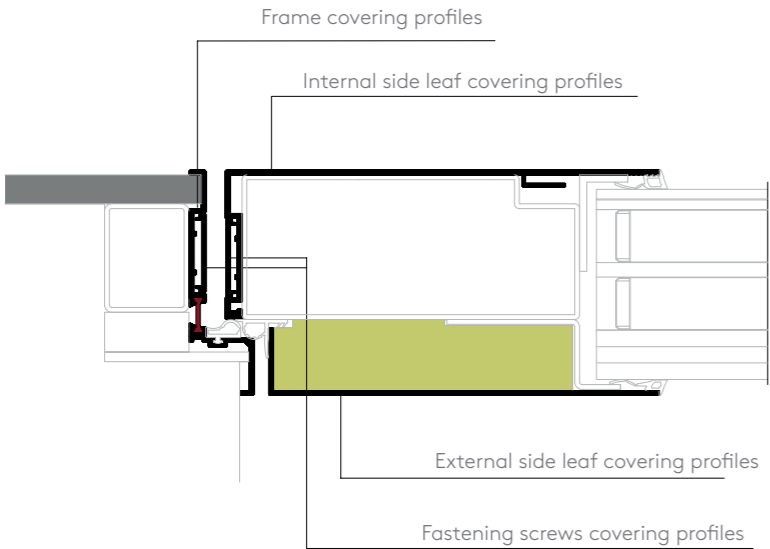 Frame covering profiles
Internal side leaf covering profiles
External side leaf covering profiles
Fastening screws covering profiles